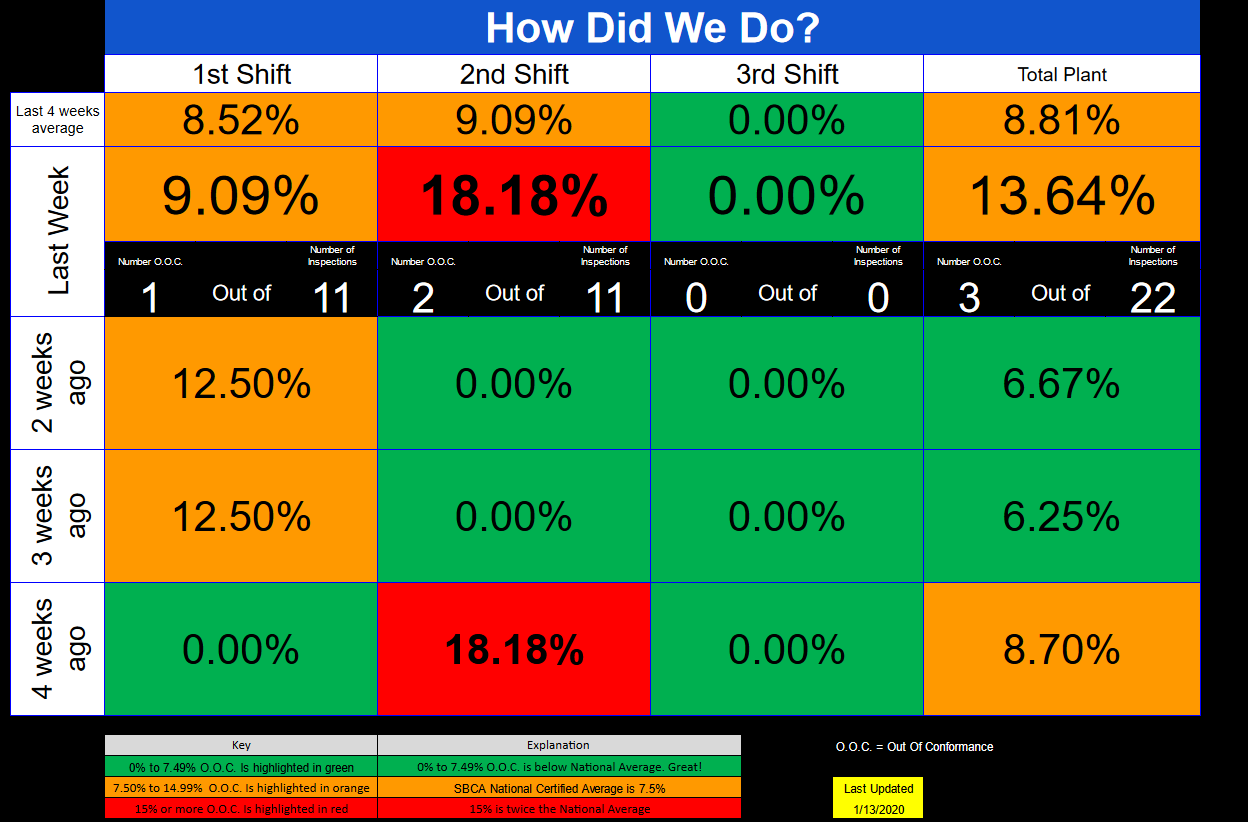 How Did We Do?
1st Shift 2nd Shift 3rd Shift Total Plant
Last 4 weeks
average
8.52% 9.09% 0.00% 8.81%
Last Week
9.09% 18.18% 0.00% 13.64%
Number O.O.C. Number of
Inspections
1 Out of 11
Number O.O.C. Number of
Inspections
2 Out of 11
Number O.O.C. Number of
Inspections
0 Out of 0
Number O.O.C. Number of
Inspections
3 Out of 22
2 weeks
ago
12.50% 0.00% 0.00% 6.67%
3 weeks
ago
12.50% 0.00% 0.00% 6.25%
4 weeks
ago
0.00% 18.18% 0.00% 8.70%
Key Explanation
0% to 7.49% O.O.C. Is highlighted in green 0% to 7.49% O.O.C. is below National Average. Great!
7.50% to 14.99% O.O.C. Is highlighted in orange SBCA National Certified Average is 7.5%
15% or more O.O.C. Is highlighted in red 15% is twice the National Average
O.O.C. = Out Of Conformance
Last Updated
1/13/2020